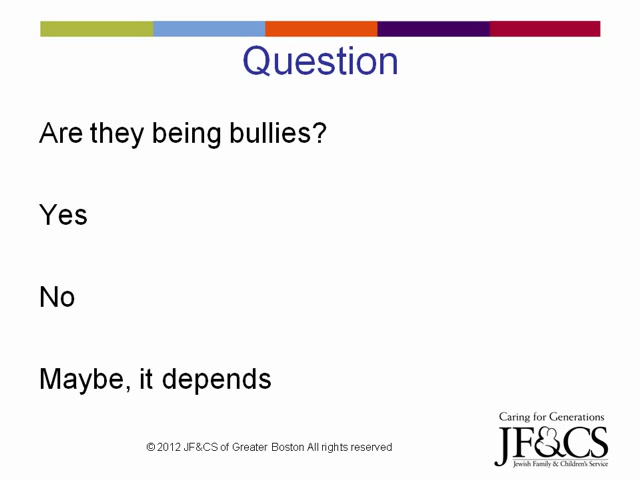 Question
Are they being bullies?
Yes
No
Maybe, it depends
© 2012 JF&CS of Greater Boston All rights reserved
Caring for Generations
JF&CS
Jewish Family & Children's Service